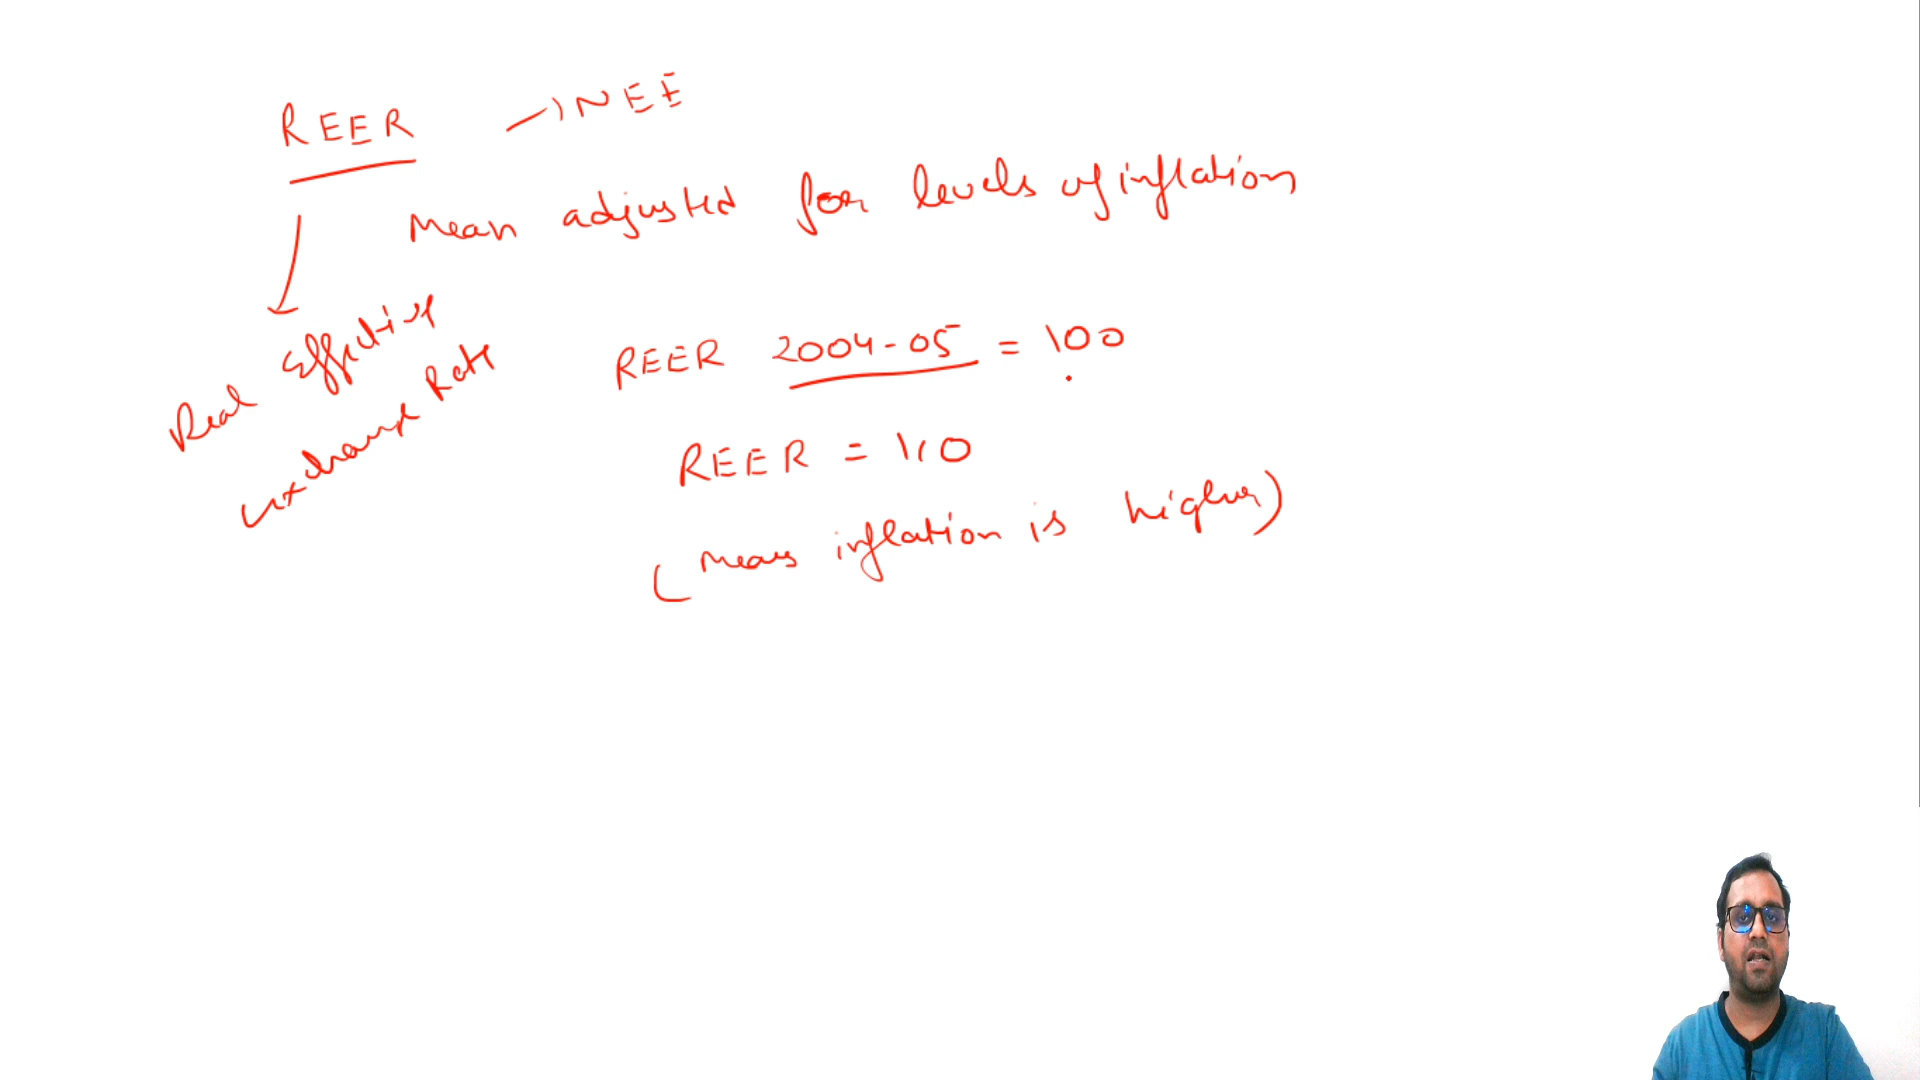 REER → NEE
Mean adjusted for levels of inflation
Real Effective
exchange Rate
REER 2004-05 = 100
REER = 110
( means inflation is higher)